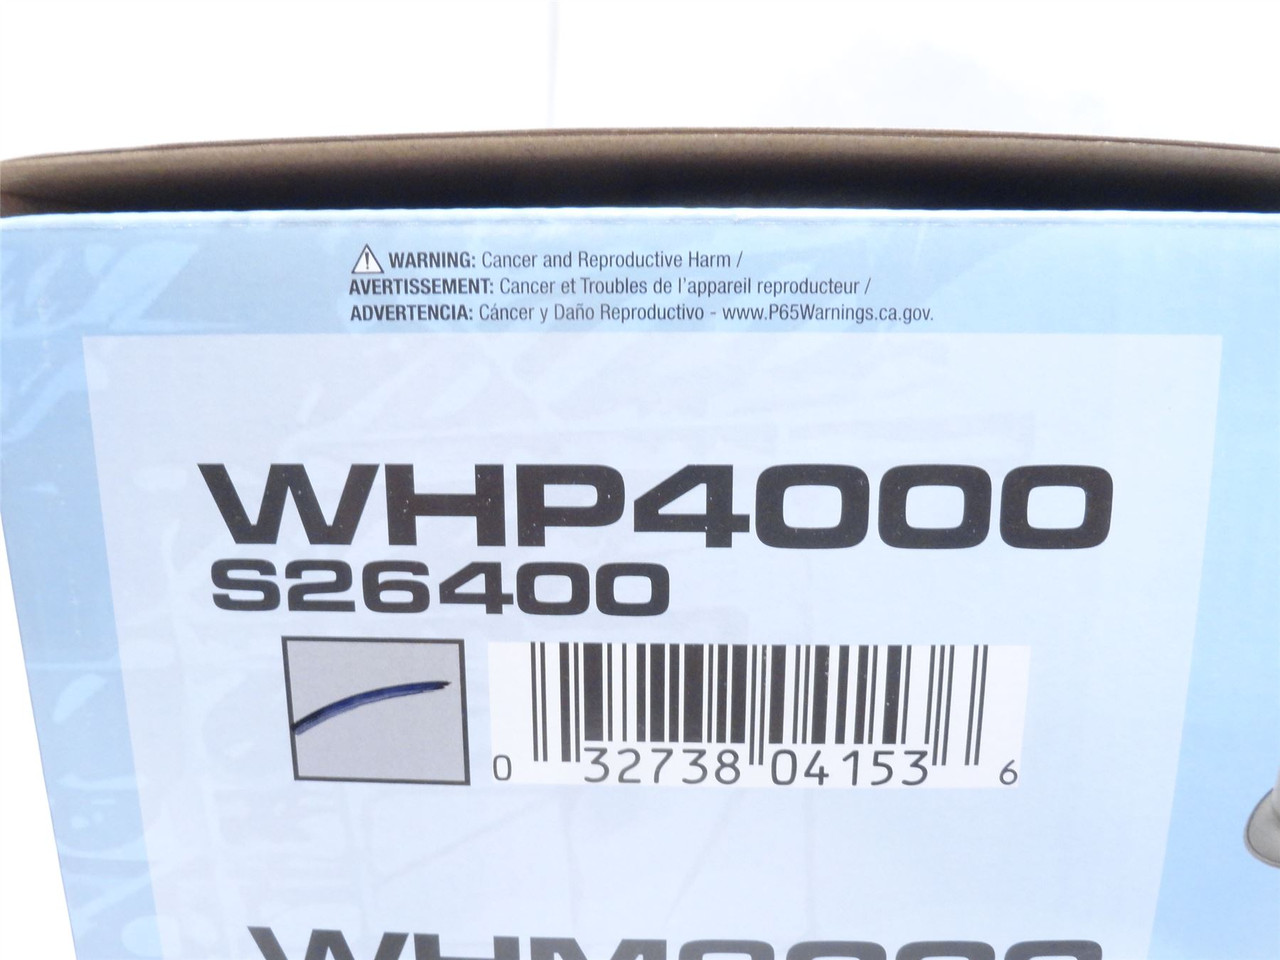 WARNING: Cancer and Reproductive Harm /
AVERTISSEMENT: Cancer et Troubles de l'appareil reproducteur /
ADVERTENCIA: Cáncer y Daño Reproductivo - www.P65Warnings.ca.gov.
WHP4000
S26400
0 32738 04153 6